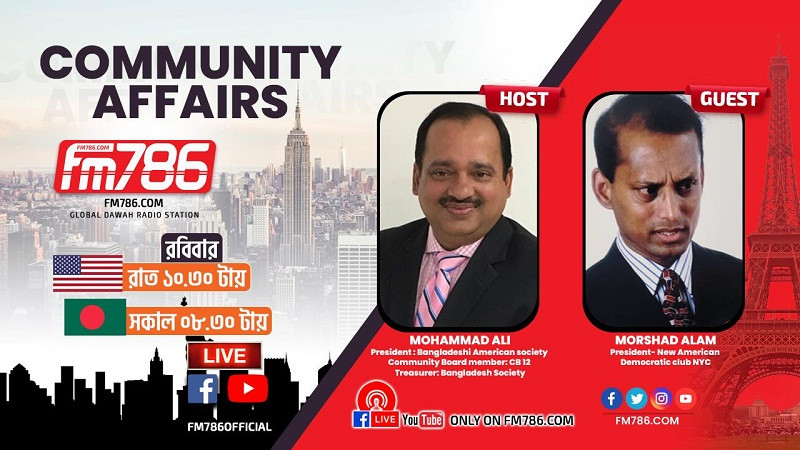 COMMUNITY
AFFAIRS
FM786.COM
fm786
FM786.COM
GLOBAL DAWAH RADIO STATION
রবিবার
রাত ১০.৩০ টায়
সকাল ০৮.৩০ টায়
LIVE
FM786OFFICIAL
HOST
MOHAMMAD ALI
President : Bangladeshi American society
Community Board member: CB 12
Treasurer: Bangladesh Society
GUEST
MORSHAD ALAM
President- New American
Democratic club NYC
LIVE YouTube ONLY ON FM786.COM
FM786.COM